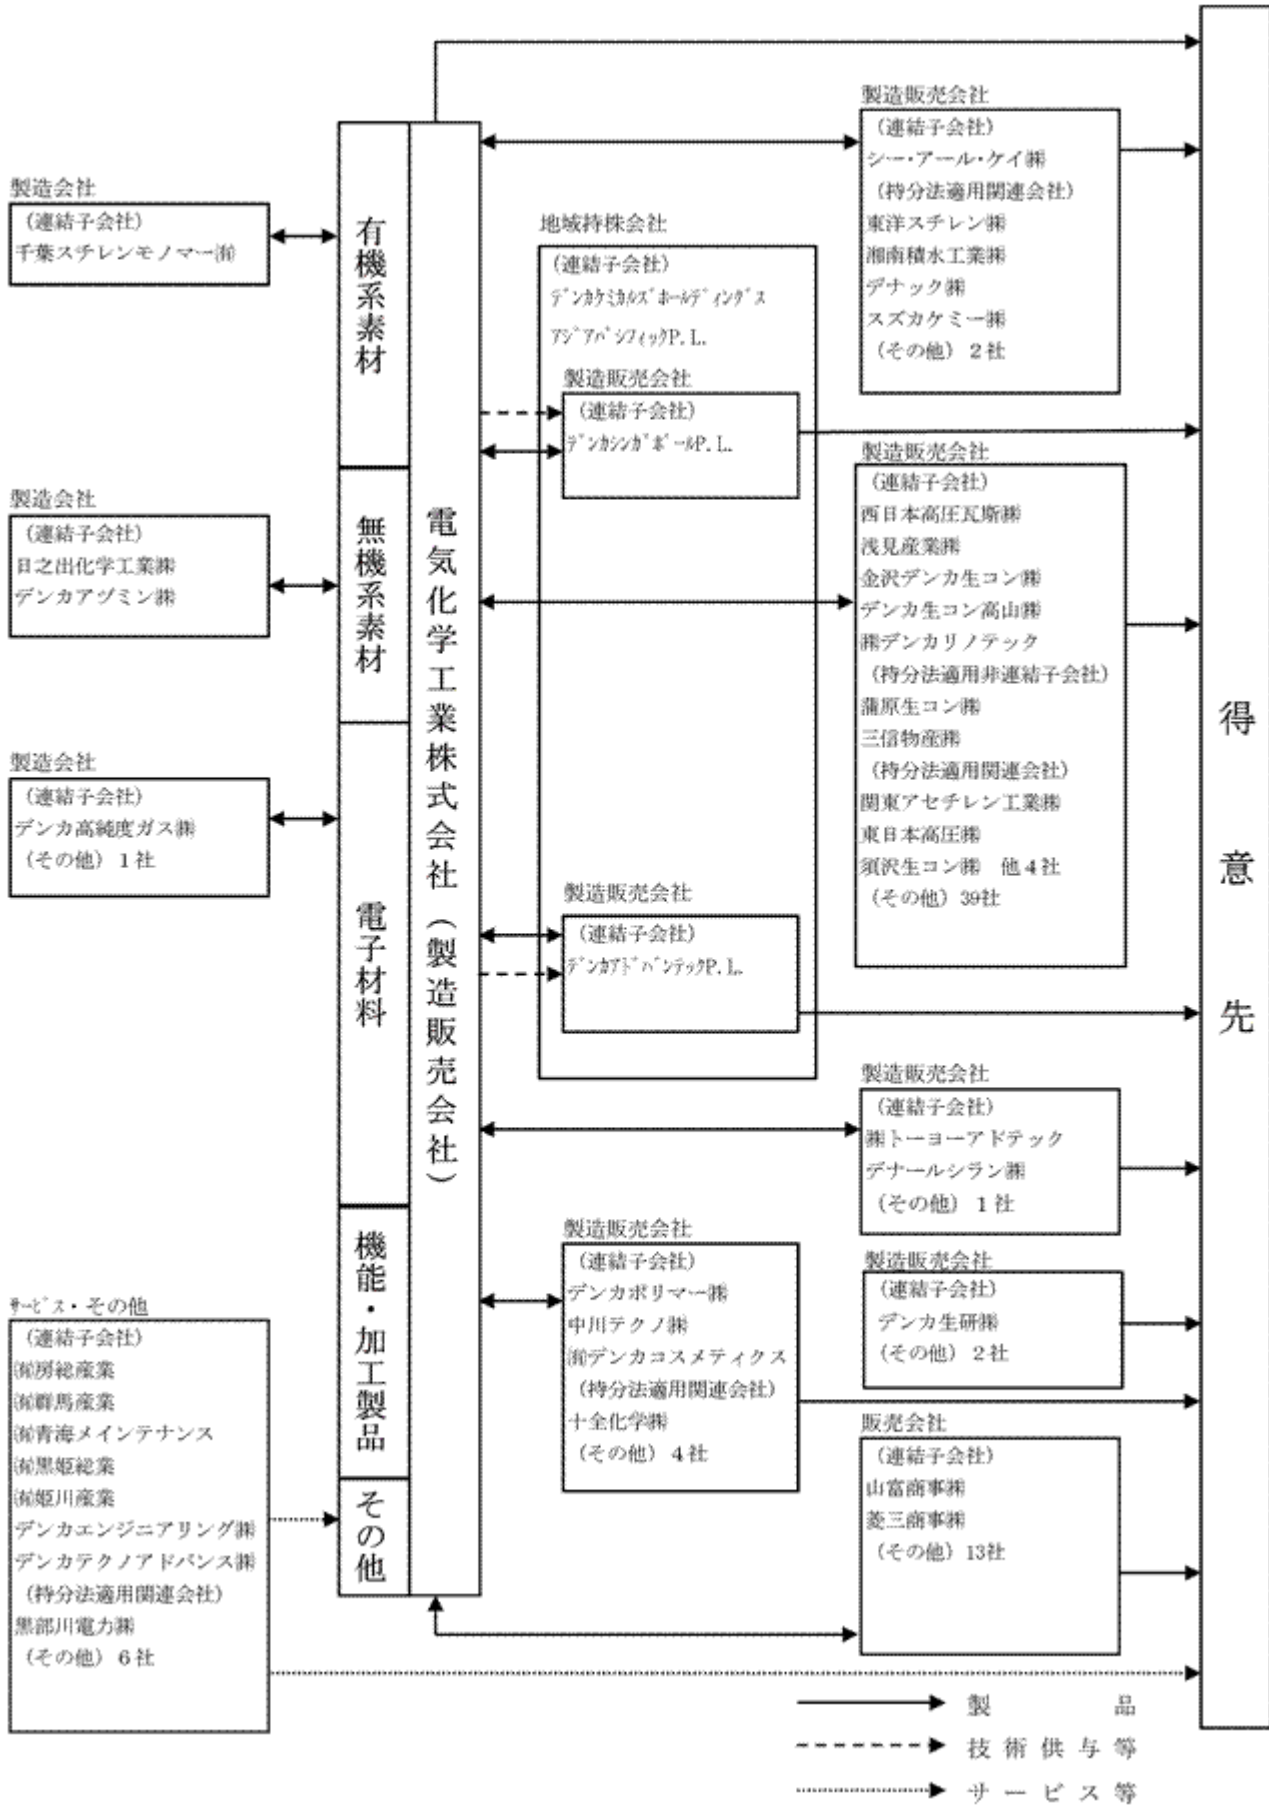 製造会社
(連結子会社)
千葉スチレンモノマー㈲
製造会社
(連結子会社)
日之出化学工業㈱
デンカアヅミン㈱
製造会社
(連結子会社)
デンカ高純度ガス㈱
(その他) 1社
サービス・その他
(連結子会社)
㈲房総産業
㈲群馬産業
㈲青海メインテナンス
㈲黒姫総業
㈲姫川産業
デンカエンジニアリング㈱
デンカテクノアドバンス㈱
(持分法適用関連会社)
黒部川電力㈱
(その他) 6社
有機系素材
無機系素材
電子材料
機能・加工製品
その他
電気化学工業株式会社(製造販売会社)
地域持株会社
(連結子会社)
デンカケミカルズホールディングス
アジアパシフィックP.L.
製造販売会社
(連結子会社)
デンカシンガポールP.L.
製造販売会社
(連結子会社)
デンカアドバンテックP.L.
製造販売会社
(連結子会社)
デンカポリマー㈱
中川テクノ㈱
㈲デンカコスメティクス
(持分法適用関連会社)
十全化学㈱
(その他) 4社
製造販売会社
(連結子会社)
シー・アール・ケイ㈱
(持分法適用関連会社)
東洋スチレン㈱
湘南積水工業㈱
デナック㈱
スズカケミー㈱
(その他) 2社
製造販売会社
(連結子会社)
西日本高圧瓦斯㈱
浅見産業㈱
金沢デンカ生コン㈱
デンカ生コン高山㈱
㈱デンカリノテック
(持分法適用非連結子会社)
蒲原生コン㈱
三信物産㈱
(持分法適用関連会社)
関東アセチレン工業㈱
東日本高圧㈱
須沢生コン㈱ 他4社
(その他) 39社
製造販売会社
(連結子会社)
㈱トーヨーアドテック
デナールシラン㈱
(その他) 1社
製造販売会社
(連結子会社)
デンカ生研㈱
(その他) 2社
販売会社
(連結子会社)
山富商事㈱
菱三商事㈱
(その他) 13社
得意先
製品
技術供与等
サービス等